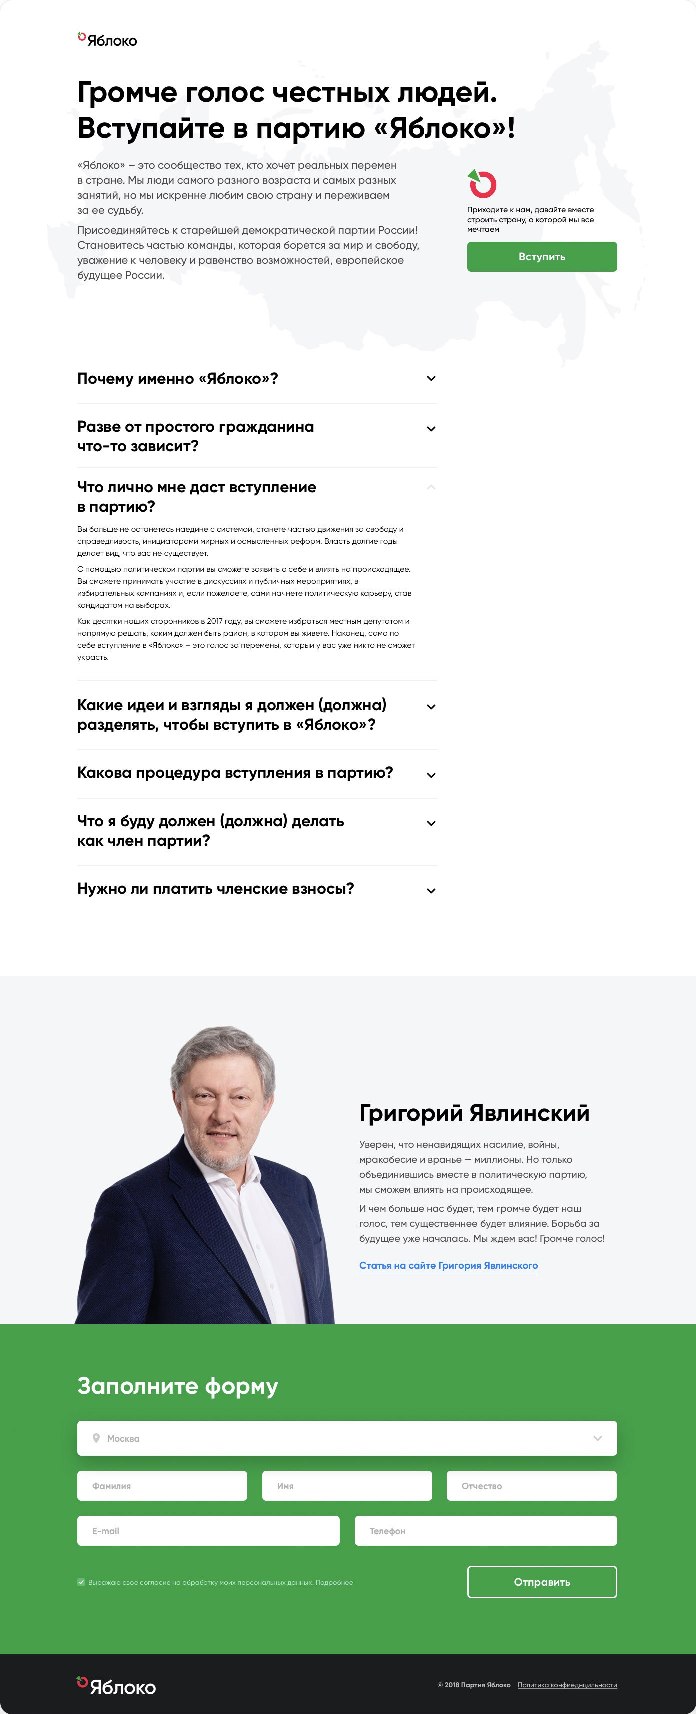 Яблоко
Громче голос честных людей.
Вступайте в партию «Яблоко»!
«Яблоко» – это сообщество тех, кто хочет реальных перемен
в стране. Мы люди самого разного возраста и самых разных
занятий, но мы искренне любим свою страну и переживаем
за ее судьбу.
Присоединяйтесь к старейшей демократической партии России!
Становитесь частью команды, которая борется за мир и свободу,
уважение к человеку и равенство возможностей, европейское
будущее России.
Приходите к нам, давайте вместе
строить страну, о которой мы все
мечтаем
Вступить
Почему именно «Яблоко»?
Разве от простого гражданина
что-то зависит?
Что лично мне даст вступление
в партию?
Вы больше не останетесь наедине с системой, станете частью движения за свободу и
справедливость, инициаторами мирных и осмысленных реформ. Власть долгие годы
делает вид, что вас не существует.
С помощью политической партии вы сможете заявить о себе и влиять на происходящее.
Вы сможете принимать участие в дискуссиях и публичных мероприятиях, в
избирательных кампаниях и, если пожелаете, сами начнете политическую карьеру, став
кандидатом на выборах.
Как десятки наших сторонников в 2017 году, вы сможете избраться местным депутатом и
напрямую решать, каким должен быть район, в котором вы живете. Наконец, само по
себе вступление в «Яблоко» – это голос за перемены, который у вас уже никто не сможет
украсть.
Какие идеи и взгляды я должен (должна)
разделять, чтобы вступить в «Яблоко»?
Какова процедура вступления в партию?
Что я буду должен (должна) делать
как член партии?
Нужно ли платить членские взносы?
Григорий Явлинский
Уверен, что ненавидящих насилие, войны,
мракобесие и вранье — миллионы. Но только
объединившись вместе в политическую партию,
мы сможем влиять на происходящее.
И чем больше нас будет, тем громче будет наш
голос, тем существеннее будет влияние. Борьба за
будущее уже началась. Мы ждем вас! Громче голос!
Статья на сайте Григория Явлинского
Заполните форму
Москва
Фамилия Имя Отчество
E-mail Телефон
Выражаю свое согласие на обработку моих персональных данных. Подробнее
Отправить
Яблоко
© 2018 Партия Яблоко Политика конфиденциальности